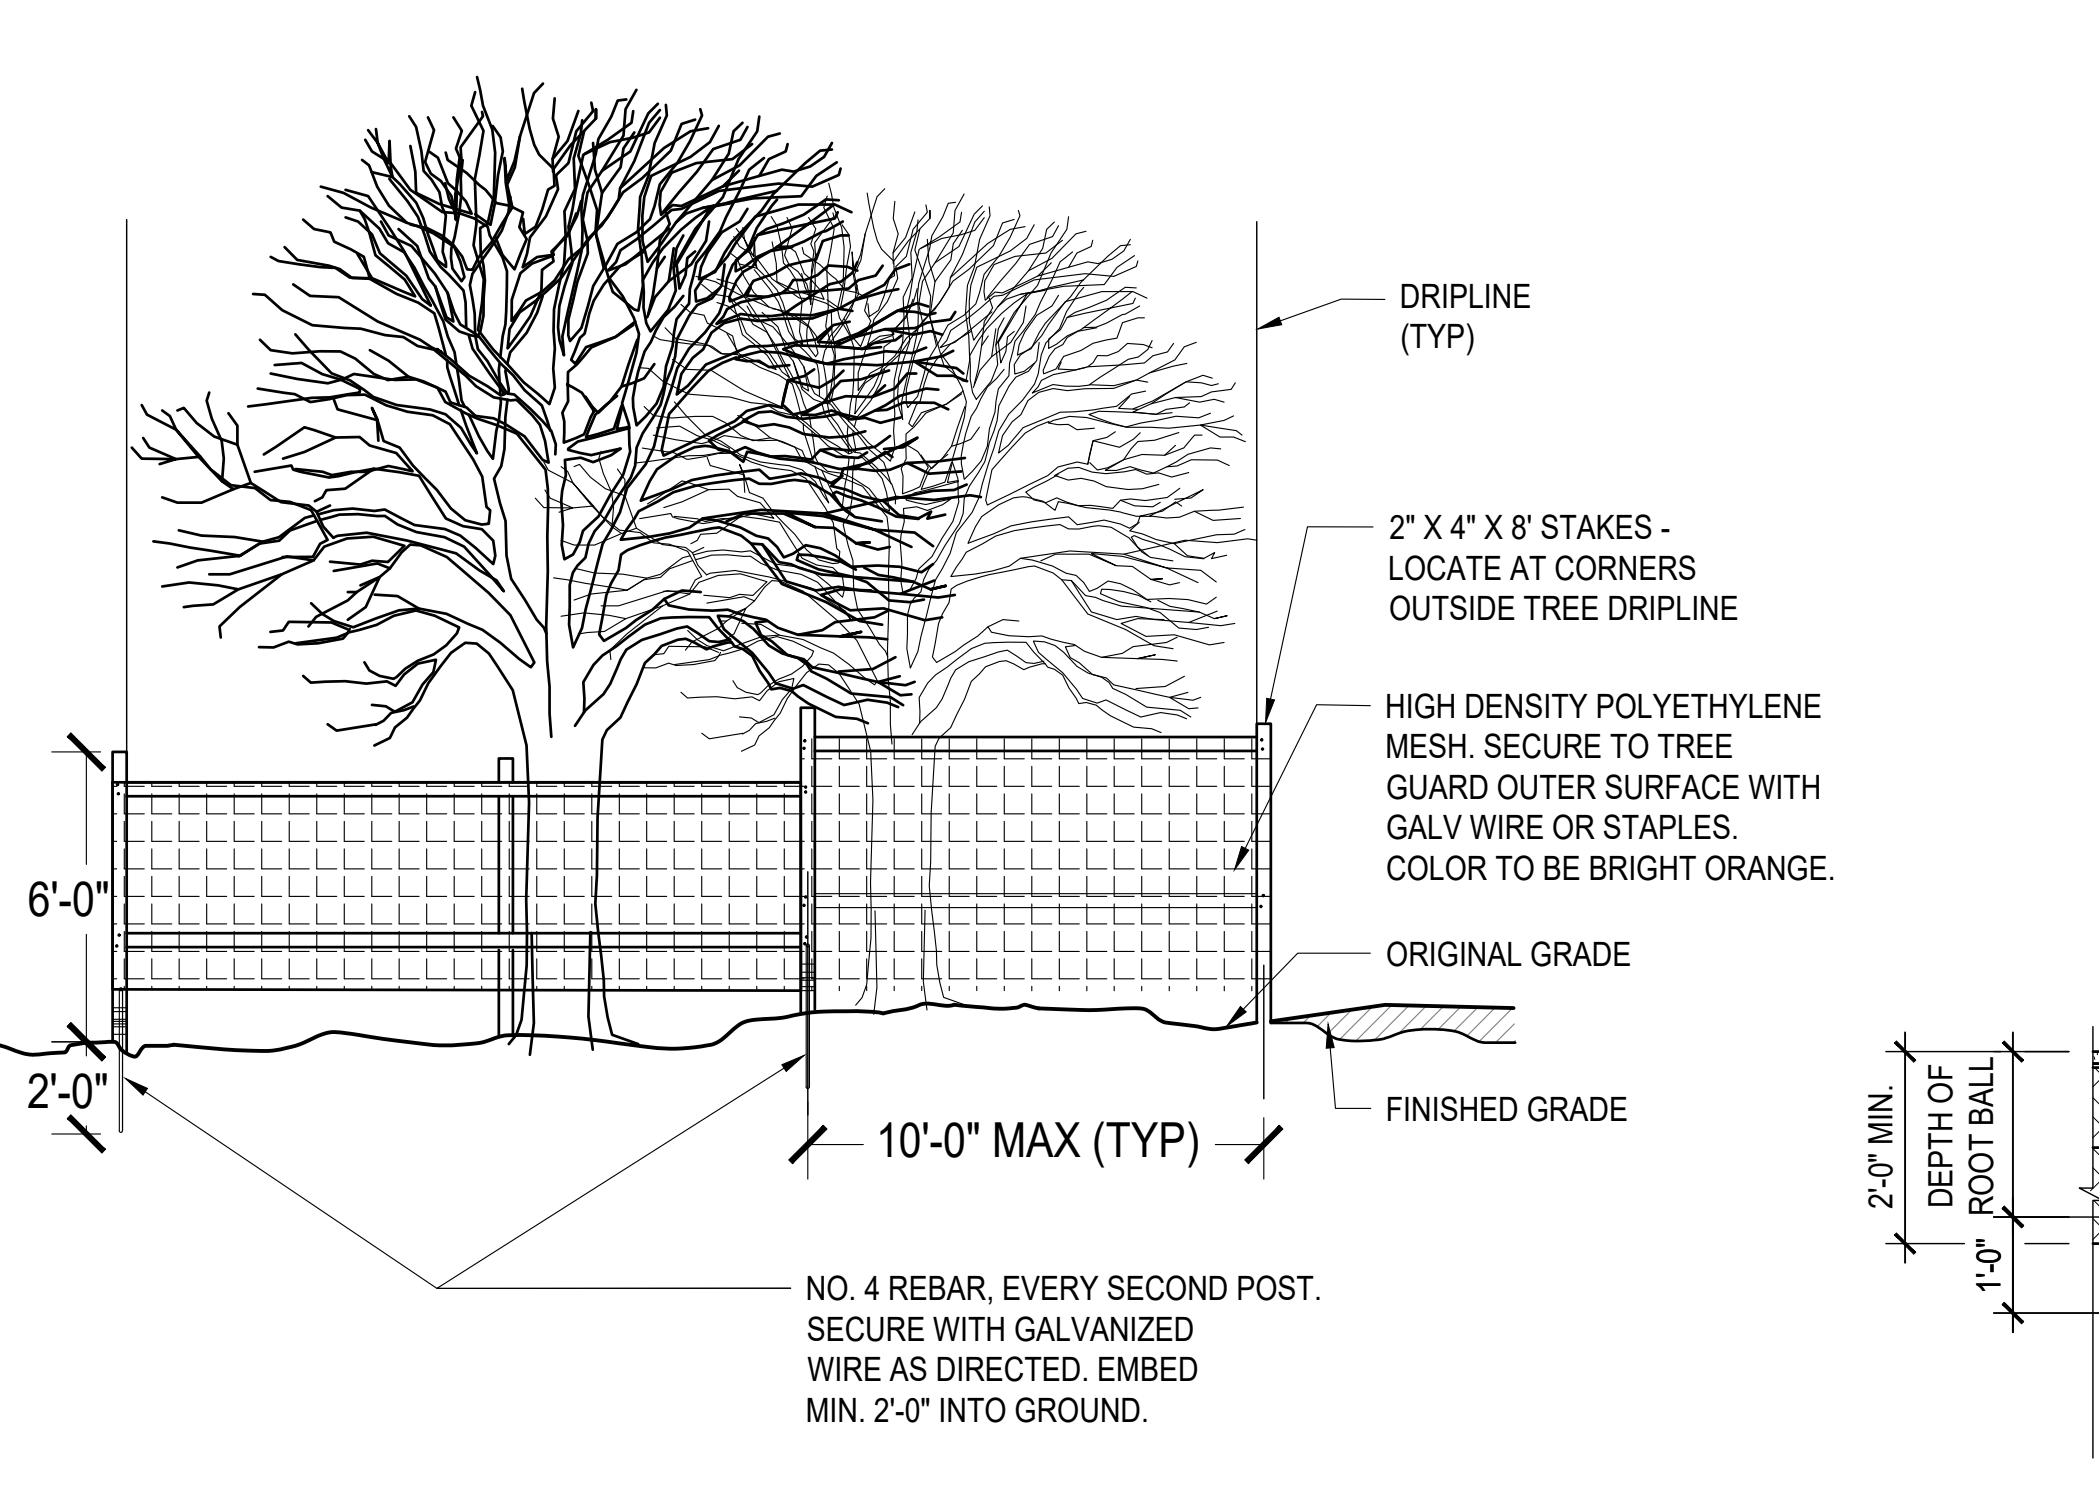 DRIPLINE
(TYP)
2" X 4" X 8' STAKES -
LOCATE AT CORNERS
OUTSIDE TREE DRIPLINE
HIGH DENSITY POLYETHYLENE
MESH. SECURE TO TREE
GUARD OUTER SURFACE WITH
GALV WIRE OR STAPLES.
COLOR TO BE BRIGHT ORANGE.
6'-0"
ORIGINAL GRADE
2'-0"
FINISHED GRADE
10'-0" MAX (TYP)
NO. 4 REBAR, EVERY SECOND POST.
SECURE WITH GALVANIZED
WIRE AS DIRECTED. EMBED
MIN. 2'-0" INTO GROUND.
2'-0" MIN.
DEPTH OF
ROOT BALL
1'-0"